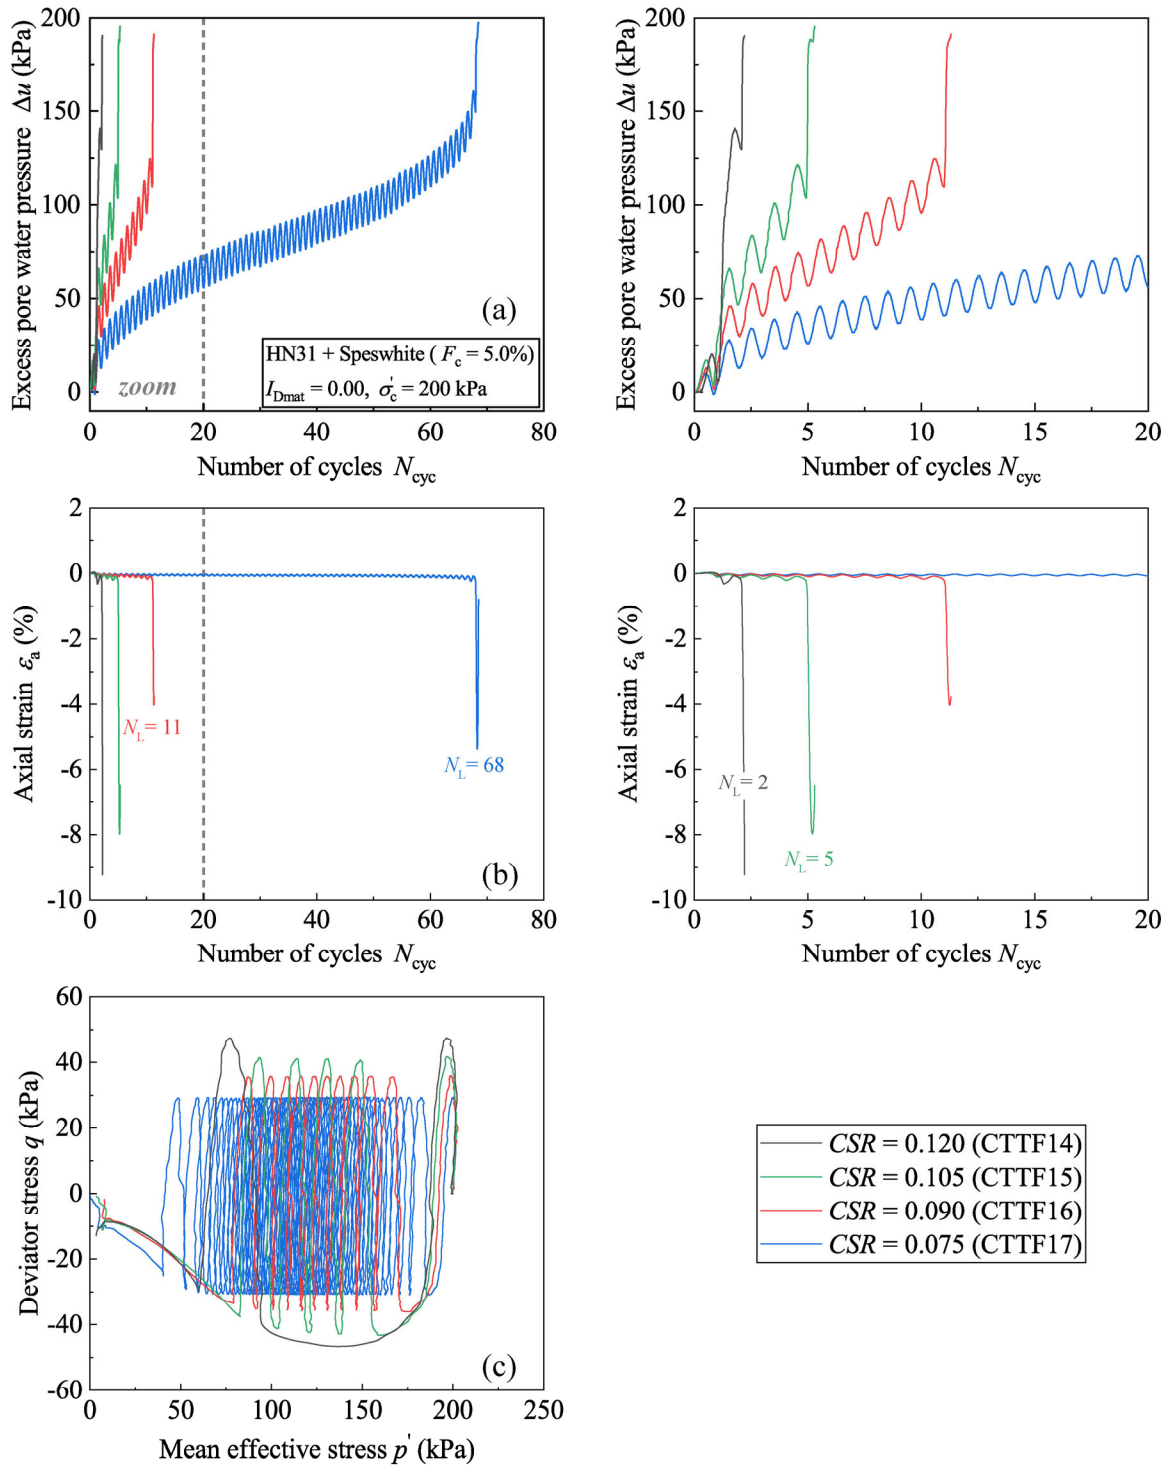 Excess pore water pressure Δu (kPa)
200
150
100
50
0
zoom
(a)
HN31 + Speswhite ( Fc = 5.0%)
IDmat = 0.00, σ'c = 200 kPa
0 20 40 60 80
Number of cycles Ncyc
Excess pore water pressure Δu (kPa)
200
150
100
50
0
0 5 10 15 20
Number of cycles Ncyc
Axial strain εa (%)
2
0
-2
-4
-6
-8
-10
NL = 11
NL = 68
(b)
0 20 40 60 80
Number of cycles Ncyc
Axial strain εa (%)
2
0
-2
-4
-6
-8
-10
NL = 2
NL = 5
0 5 10 15 20
Number of cycles Ncyc
Deviator stress q (kPa)
60
40
20
0
-20
-40
-60
(c)
0 50 100 150 200 250
Mean effective stress p' (kPa)
CSR = 0.120 (CTTF14)
CSR = 0.105 (CTTF15)
CSR = 0.090 (CTTF16)
CSR = 0.075 (CTTF17)